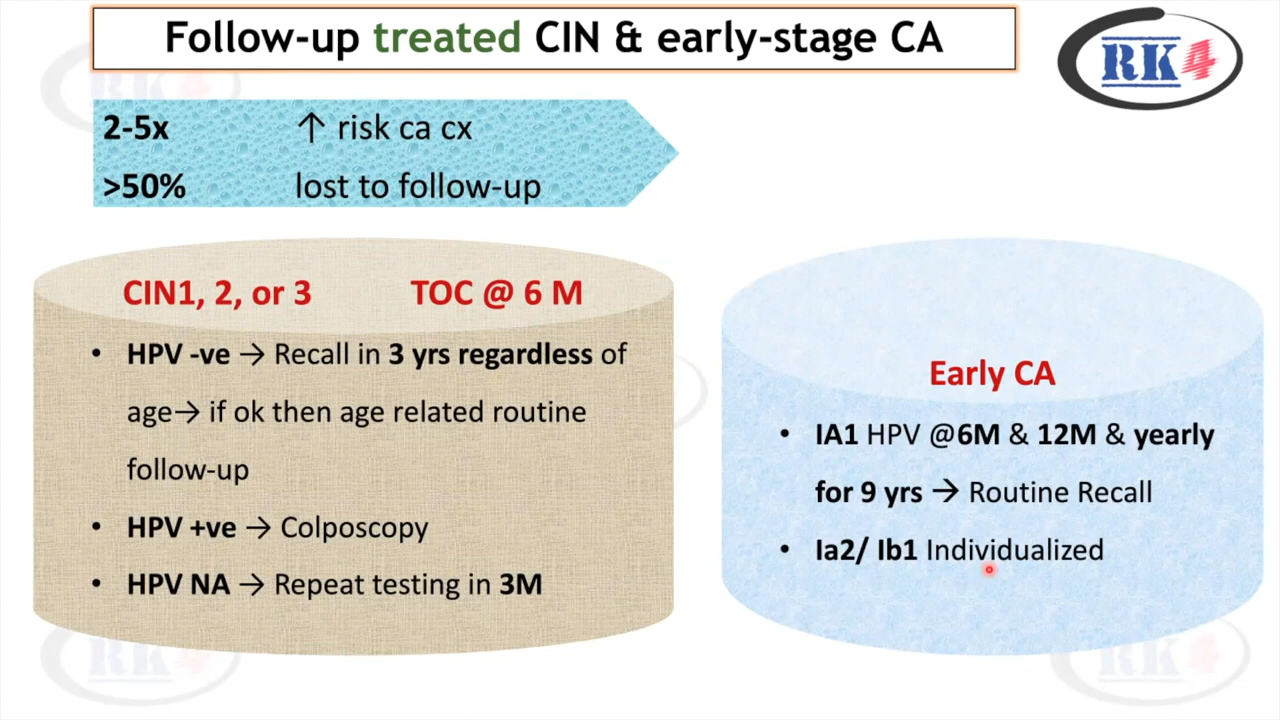 Follow-up treated CIN & early-stage CA
RK4
2-5x ↑ risk ca cx
>50% lost to follow-up
CIN1, 2, or 3 TOC @ 6 M
• HPV -ve → Recall in 3 yrs regardless of
age→ if ok then age related routine
follow-up
• HPV +ve → Colposcopy
• HPV NA → Repeat testing in 3M
Early CA
• IA1 HPV @6M & 12M & yearly
for 9 yrs → Routine Recall
• Ia2/ Ib1 Individualized
RK4
RK4